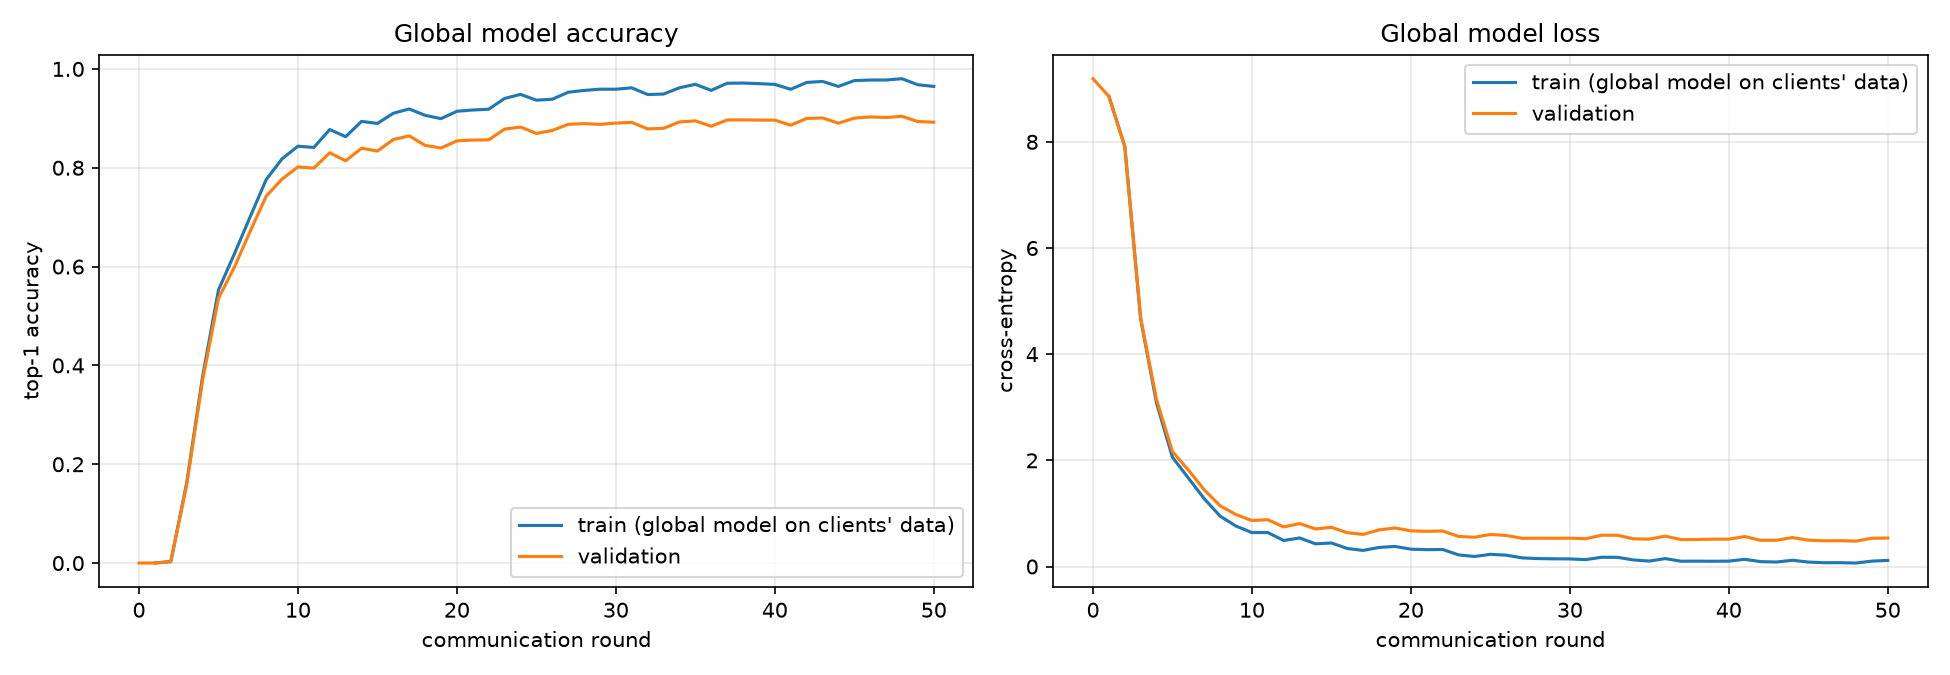 Global model accuracy
1.0
0.8
0.6
0.4
0.2
0.0
top-1 accuracy
train (global model on clients' data)
validation
0 10 20 30 40 50
communication round
Global model loss
8
6
4
2
0
cross-entropy
train (global model on clients' data)
validation
0 10 20 30 40 50
communication round